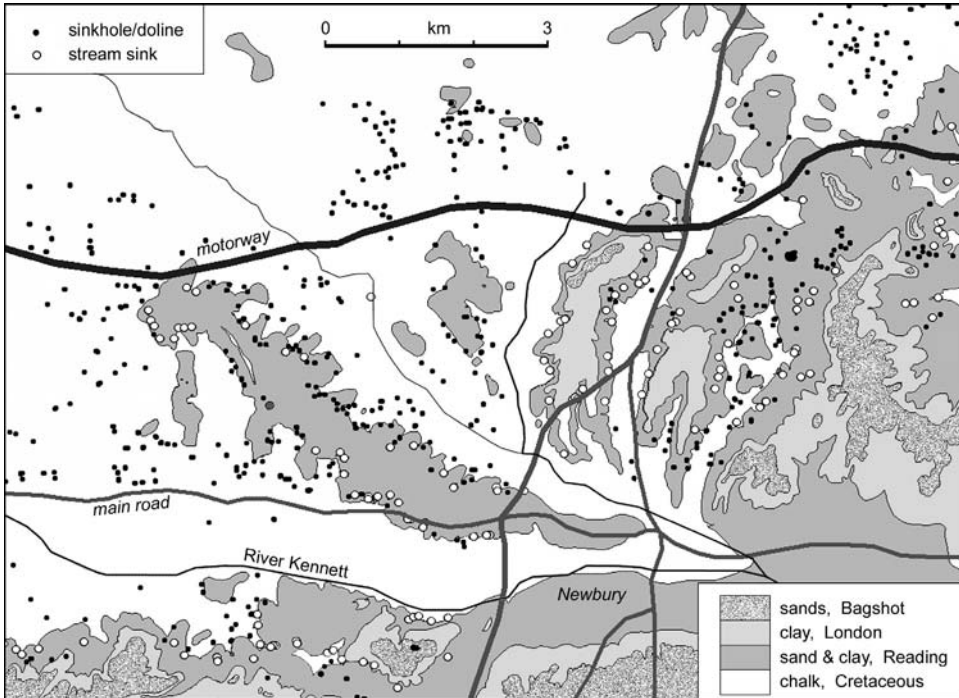 sinkhole/doline
stream sink
0 km 3
motorway
main road
River Kennett
Newbury
sands, Bagshot
clay, London
sand & clay, Reading
chalk, Cretaceous